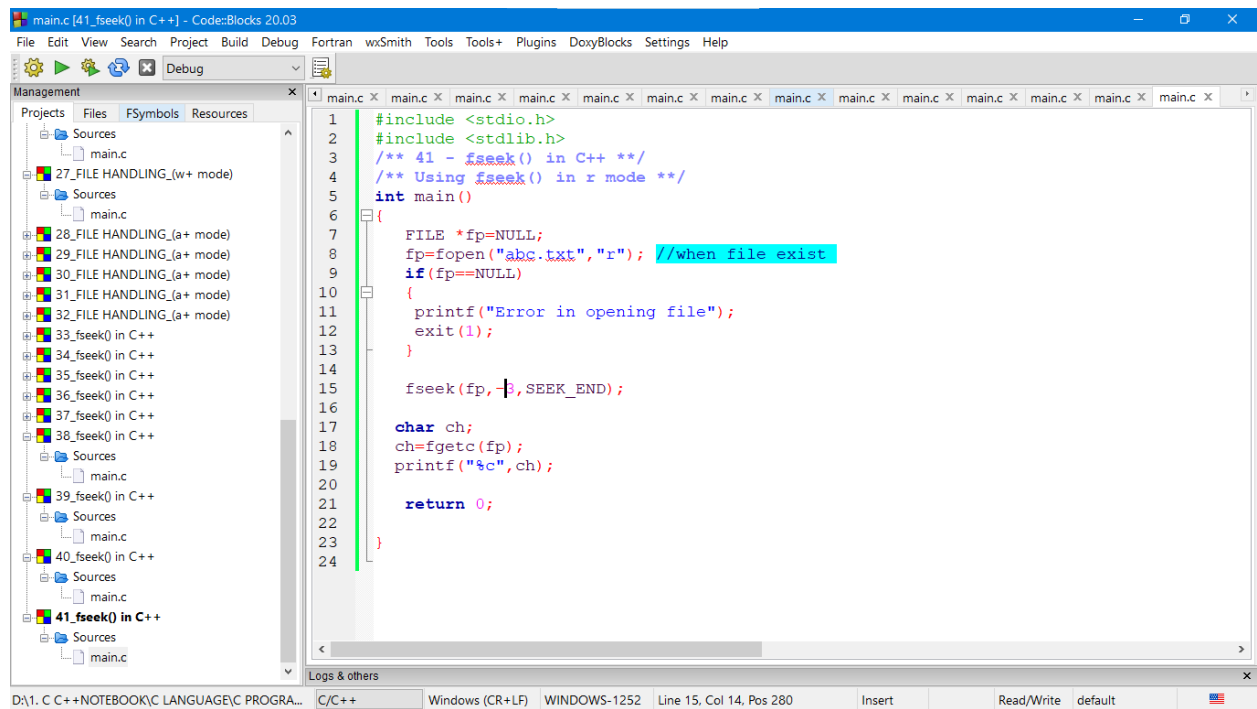 main.c [41_fseek() in C++] - Code::Blocks 20.03
File Edit View Search Project Build Debug Fortran wxSmith Tools Tools+ Plugins DoxyBlocks Settings Help
Debug
Management
Projects Files FSymbols Resources
Sources
main.c
27_FILE HANDLING_(w+ mode)
Sources
main.c
28_FILE HANDLING_(a+ mode)
29_FILE HANDLING_(a+ mode)
30_FILE HANDLING_(a+ mode)
31_FILE HANDLING_(a+ mode)
32_FILE HANDLING_(a+ mode)
33_fseek() in C++
34_fseek() in C++
35_fseek() in C++
36_fseek() in C++
37_fseek() in C++
38_fseek() in C++
Sources
main.c
39_fseek() in C++
Sources
main.c
40_fseek() in C++
Sources
main.c
41_fseek() in C++
Sources
main.c
main.c main.c main.c main.c main.c main.c main.c main.c main.c main.c main.c main.c main.c main.c
1 #include <stdio.h>
2 #include <stdlib.h>
3 /** 41 - fseek() in C++ **/
4 /** Using fseek() in r mode **/
5 int main()
6 {
7 FILE *fp=NULL;
8 fp=fopen("abc.txt","r"); //when file exist
9 if(fp==NULL)
10 {
11 printf("Error in opening file");
12 exit(1);
13 }
14
15 fseek(fp,-3,SEEK_END);
16
17 char ch;
18 ch=fgetc(fp);
19 printf("%c",ch);
20
21 return 0;
22
23 }
24
Logs & others
D:\1. C C++NOTEBOOK\C LANGUAGE\C PROGRA... C/C++ Windows (CR+LF) WINDOWS-1252 Line 15, Col 14, Pos 280 Insert Read/Write default